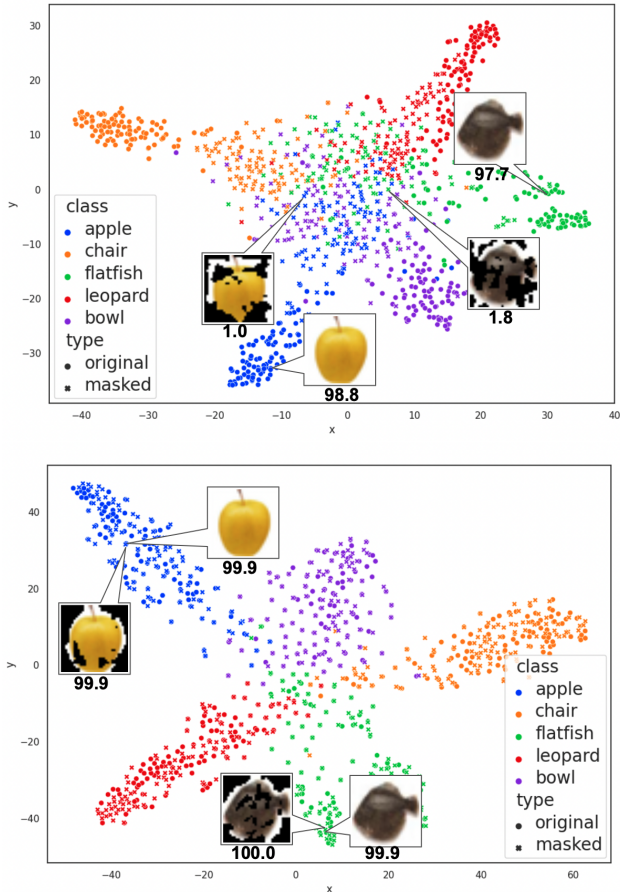 30
20
10
0
−10
−20
−30
y
class
apple
chair
flatfish
leopard
bowl
type
original
masked
97.7
1.0
1.8
98.8
−40 −30 −20 −10 0 10 20 30 40
x
40
20
0
−20
−40
y
99.9
99.9
class
apple
chair
flatfish
leopard
bowl
type
original
masked
100.0 99.9
−40 −20 0 20 40 60
x